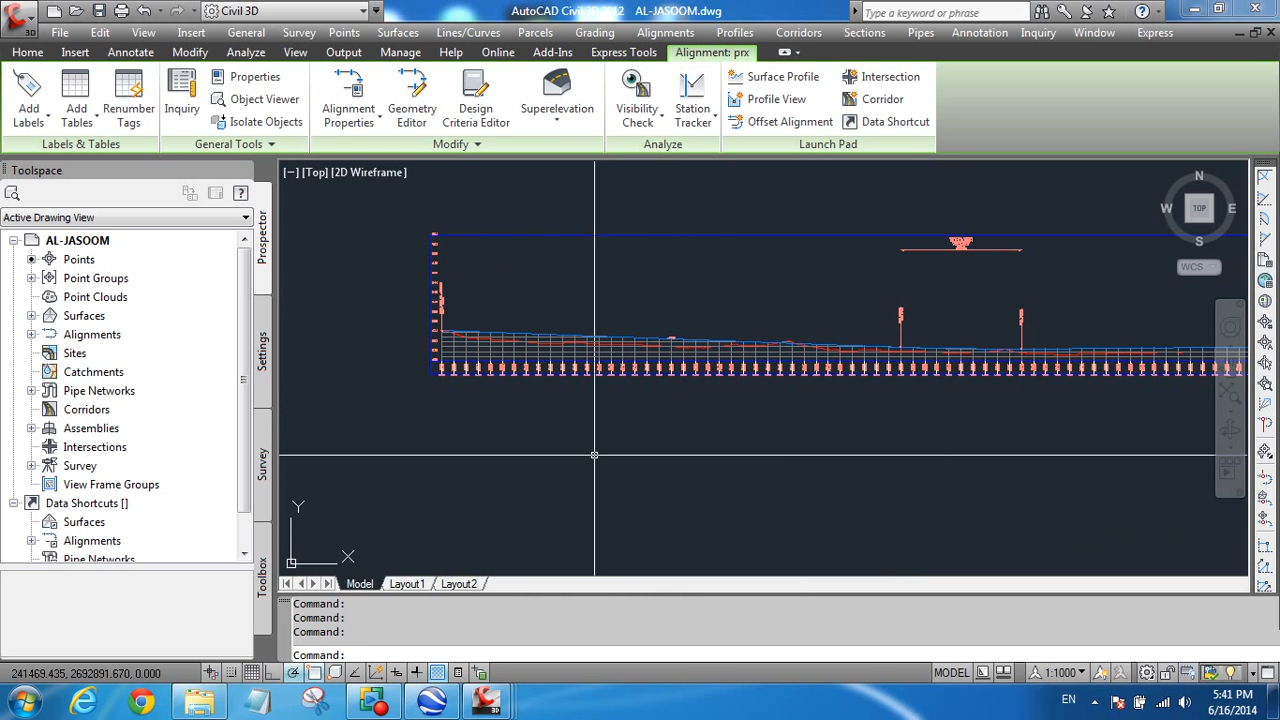 Civil 3D
AutoCAD Civil 3D 2012 AL-JASOOM.dwg
Type a keyword or phrase
3D
File Edit View Insert General Survey Points Surfaces Lines/Curves Parcels Grading Alignments Profiles Corridors Sections Pipes Annotation Inquiry Window Express
Home Insert Annotate Modify Analyze View Output Manage Help Online Add-Ins Express Tools Alignment: prx
Add Labels
Add Tables
Renumber Tags
Inquiry
Properties
Object Viewer
Isolate Objects
Alignment Properties
Geometry Editor
Design Criteria Editor
Superelevation
Visibility Check
Station Tracker
Surface Profile
Profile View
Offset Alignment
Intersection
Corridor
Data Shortcut
Labels & Tables
General Tools
Modify
Analyze
Launch Pad
Toolspace
Active Drawing View
AL-JASOOM
Points
Point Groups
Point Clouds
Surfaces
Alignments
Sites
Catchments
Pipe Networks
Corridors
Assemblies
Intersections
Survey
View Frame Groups
Data Shortcuts []
Surfaces
Alignments
Pipe Networks
Prospector
Settings
Survey
Toolbox
[−] [Top] [2D Wireframe]
N
W TOP E
S
WCS
Y
X
Model Layout1 Layout2
Command:
Command:
Command:
Command:
241469.435, 2692891.670, 0.000
MODEL
1:1000
EN
5:41 PM
6/16/2014